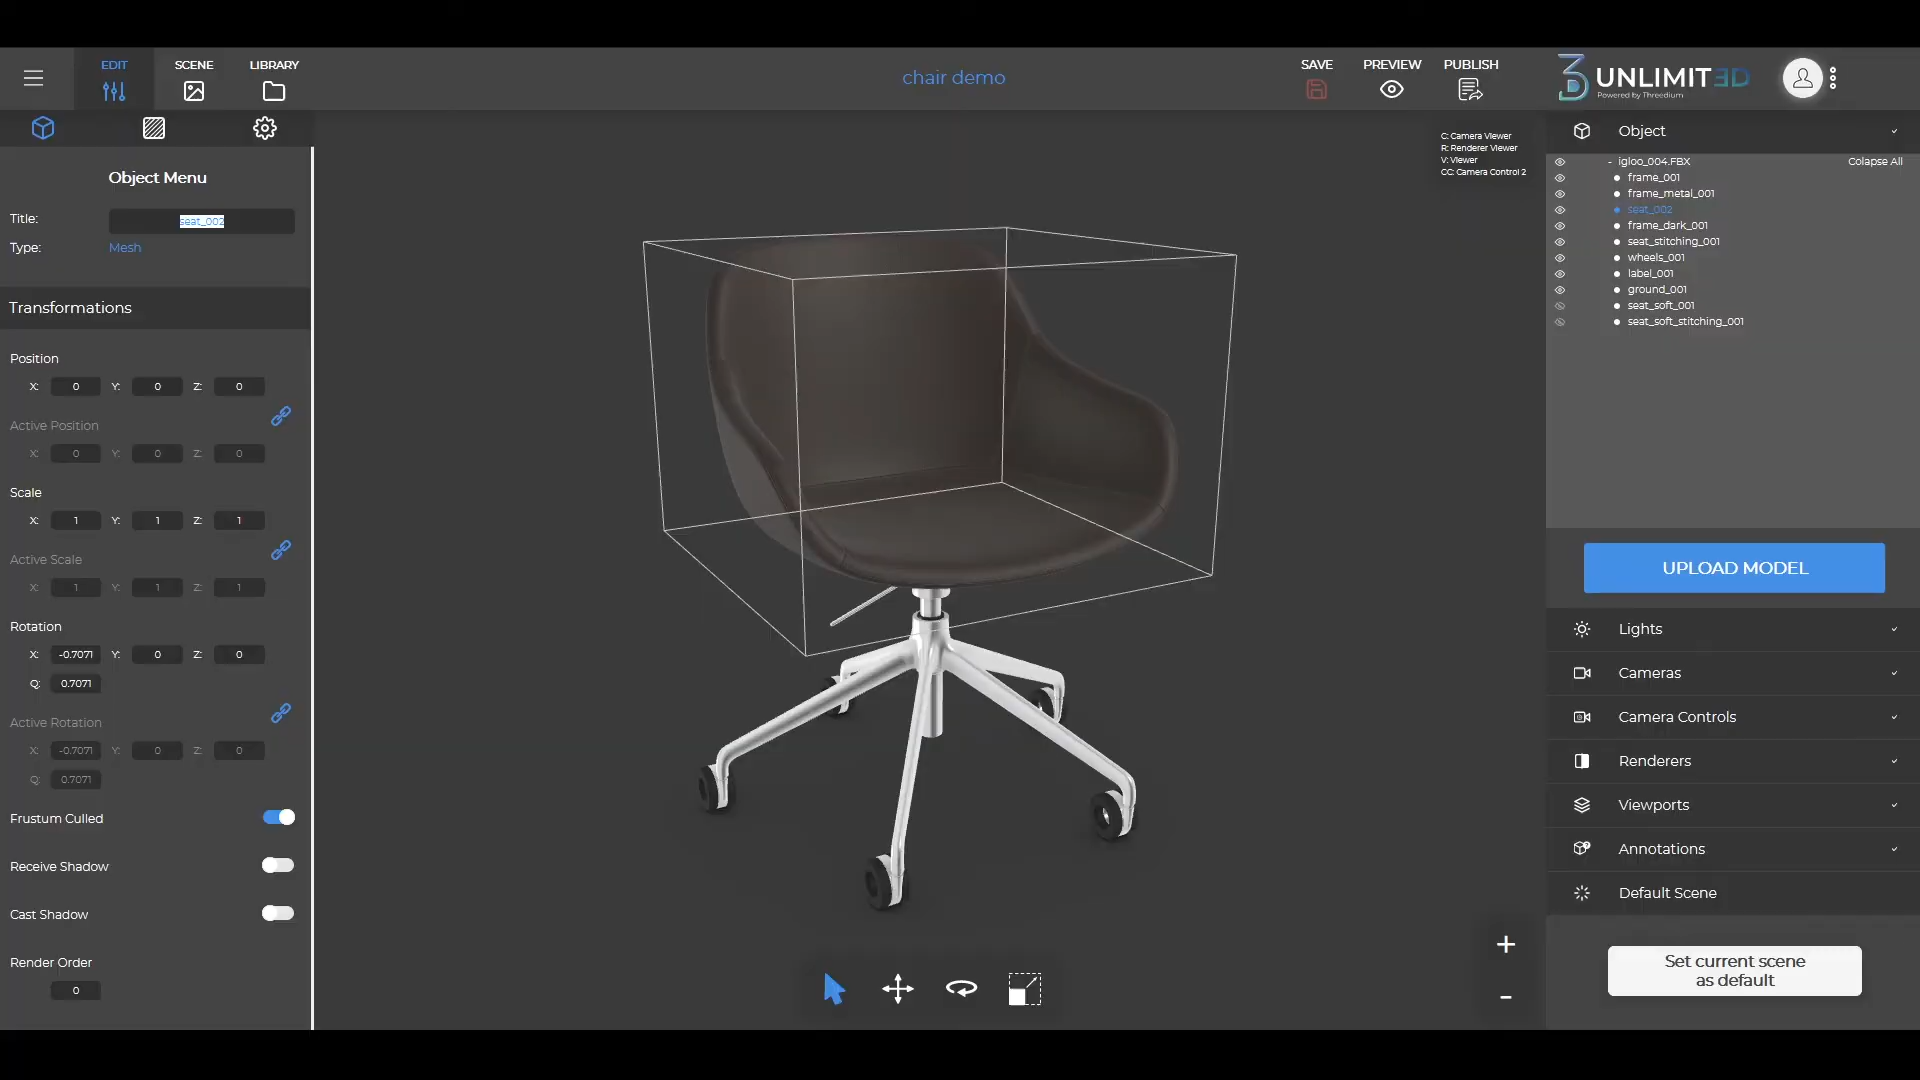 EDIT
SCENE
LIBRARY
chair demo
SAVE
PREVIEW
PUBLISH
UNLIMIT3D
Powered by Threedium
Object Menu
Title:
seat_002
Type:
Mesh
Transformations
Position
X: 0 Y: 0 Z: 0
Active Position
X: 0 Y: 0 Z: 0
Scale
X: 1 Y: 1 Z: 1
Active Scale
X: 1 Y: 1 Z: 1
Rotation
X: -0.7071 Y: 0 Z: 0
Q: 0.7071
Active Rotation
X: -0.7071 Y: 0 Z: 0
Q: 0.7071
Frustum Culled
Receive Shadow
Cast Shadow
Render Order
0
C: Camera Viewer
R: Renderer Viewer
V: Viewer
CC: Camera Control 2
+
-
Object
- igloo_004.FBX
Colapse All
frame_001
frame_metal_001
seat_002
frame_dark_001
seat_stitching_001
wheels_001
label_001
ground_001
seat_soft_001
seat_soft_stitching_001
UPLOAD MODEL
Lights
Cameras
Camera Controls
Renderers
Viewports
Annotations
Default Scene
Set current scene
as default